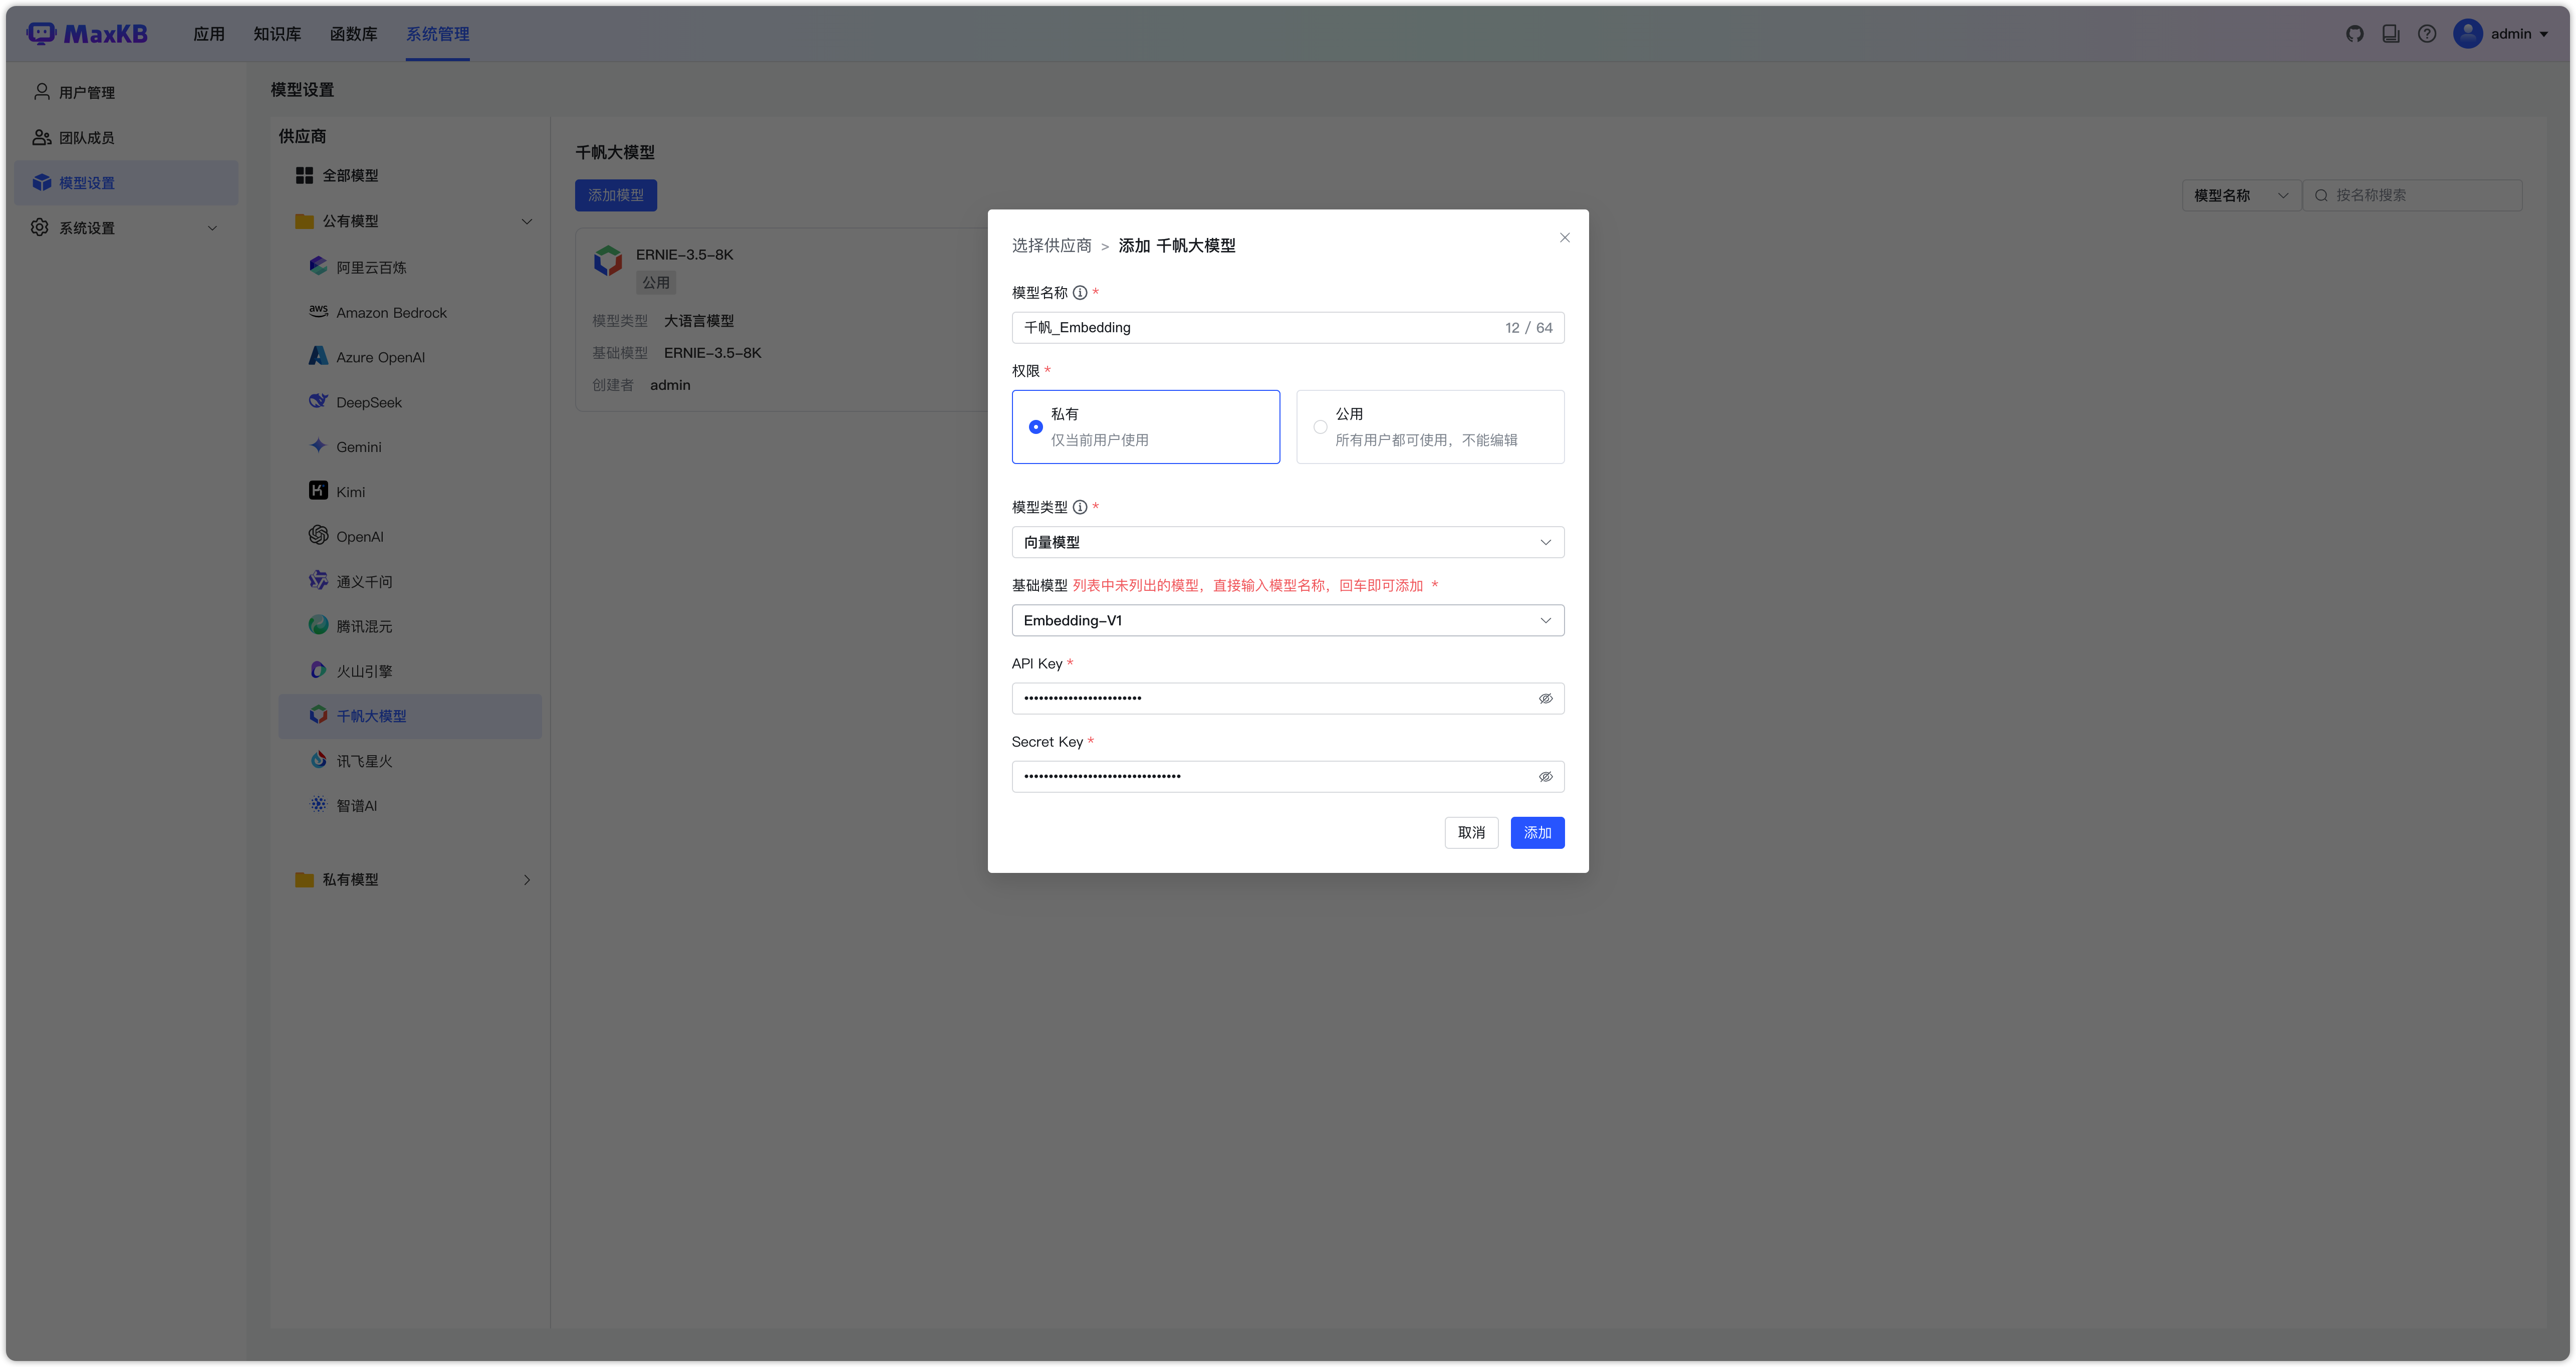 MaxKB
应用 知识库 函数库 系统管理
admin
用户管理
团队成员
模型设置
系统设置
模型设置
供应商
全部模型
公有模型
阿里云百炼
aws Amazon Bedrock
Azure OpenAI
DeepSeek
Gemini
Kimi
OpenAI
通义千问
腾讯混元
火山引擎
千帆大模型
讯飞星火
智谱AI
私有模型
千帆大模型
添加模型
模型名称 按名称搜索
ERNIE-3.5-8K
公用
模型类型 大语言模型
基础模型 ERNIE-3.5-8K
创建者 admin
选择供应商 > 添加 千帆大模型
模型名称 *
千帆_Embedding 12 / 64
权限 *
私有
仅当前用户使用
公用
所有用户都可使用，不能编辑
模型类型 *
向量模型
基础模型 列表中未列出的模型，直接输入模型名称，回车即可添加 *
Embedding-V1
API Key *
Secret Key *
取消 添加